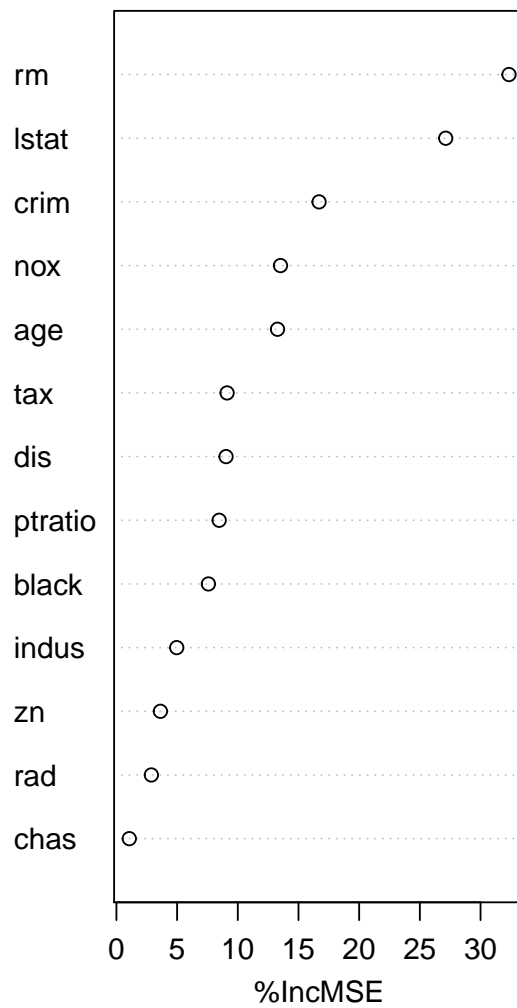 rm
lstat
crim
nox
age
tax
dis
ptratio
black
indus
zn
rad
chas
0 5 10 15 20 25 30
%IncMSE